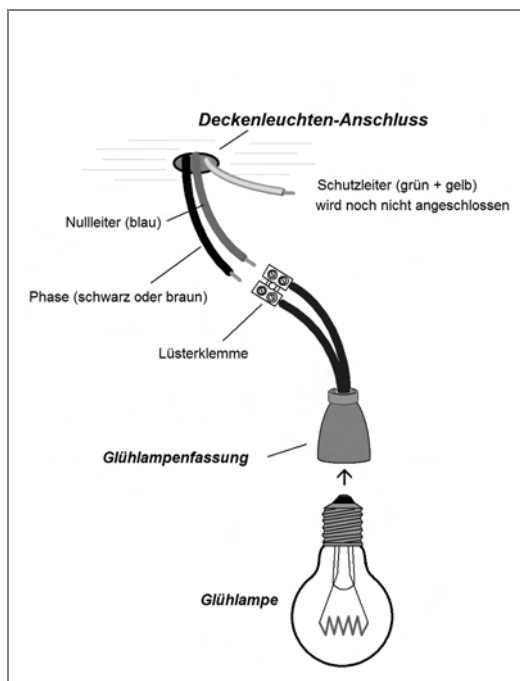 Deckenleuchten-Anschluss
Schutzleiter (grün + gelb)
wird noch nicht angeschlossen
Nullleiter (blau)
Phase (schwarz oder braun)
Lüsterklemme
Glühlampenfassung
Glühlampe